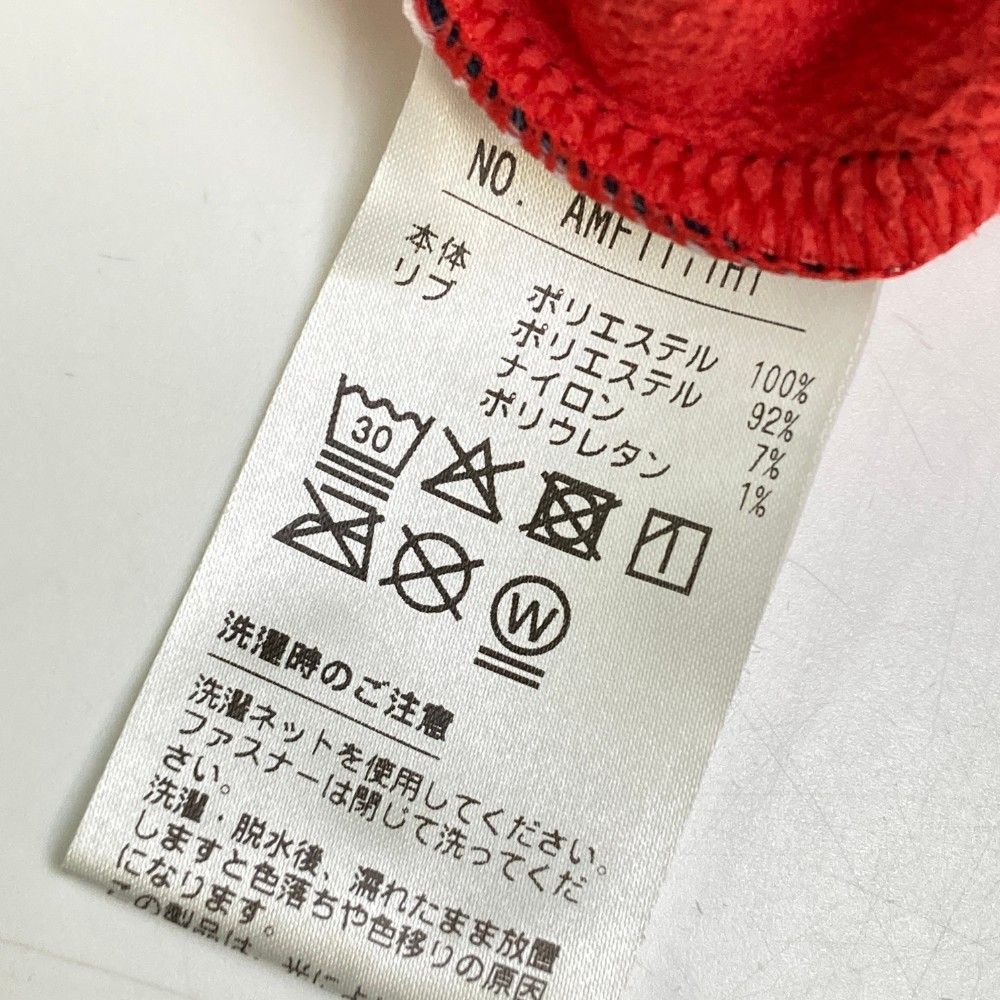 NO.
本体 ポリエステル 100%
リブ ポリエステル 92%
ナイロン 7%
ポリウレタン 1%
30
W
洗濯時のご注意
洗濯ネットを使用してください。
ファスナーは閉じて洗ってくだ
さい。
洗濯・脱水後、濡れたまま放置
しますと色落ちや色移りの原因
になります。
この製品は